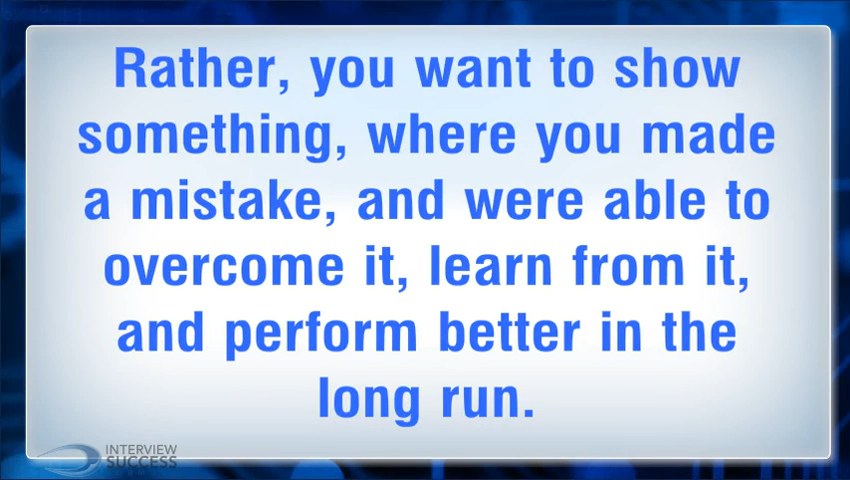 Rather, you want to show
something, where you made
a mistake, and were able to
overcome it, learn from it,
and perform better in the
long run.
INTERVIEW
SUCCESS